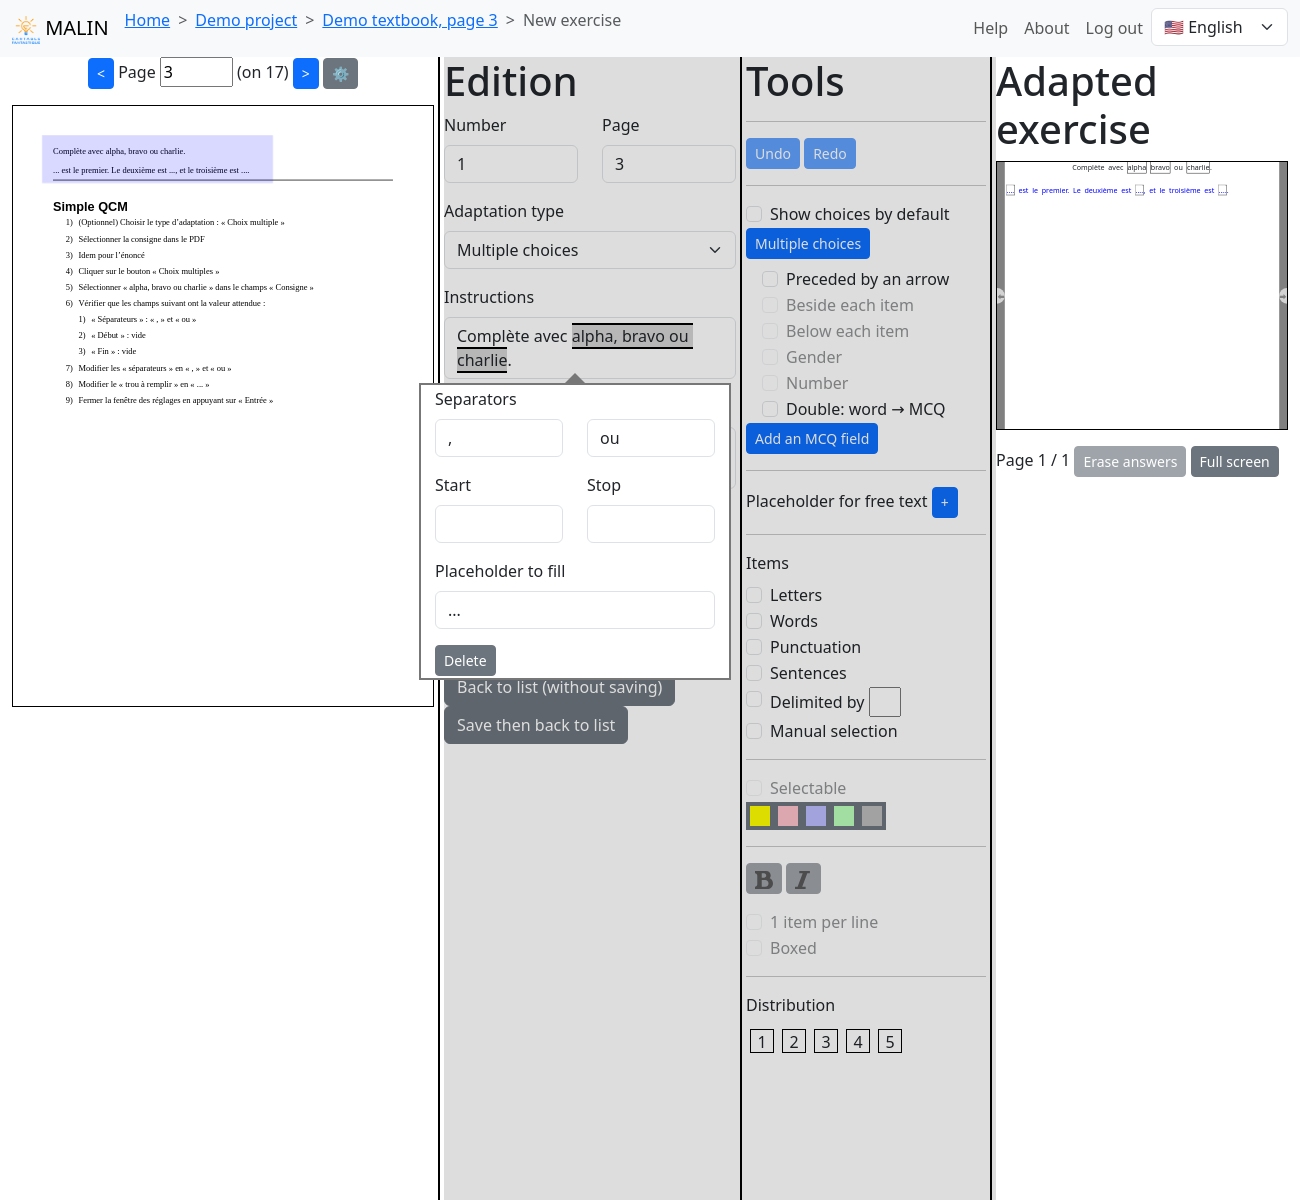 MALIN
Home > Demo project > Demo textbook, page 3 > New exercise
Help About Log out 🇺🇸 English
< Page 3 (on 17) > ⚙️
Complète avec alpha, bravo ou charlie.
... est le premier. Le deuxième est ..., et le troisième est ....
Simple QCM
1) (Optionnel) Choisir le type d’adaptation : « Choix multiple »
2) Sélectionner la consigne dans le PDF
3) Idem pour l’énoncé
4) Cliquer sur le bouton « Choix multiples »
5) Sélectionner « alpha, bravo ou charlie » dans le champs « Consigne »
6) Vérifier que les champs suivant ont la valeur attendue :
1) « Séparateurs » : « , » et « ou »
2) « Début » : vide
3) « Fin » : vide
7) Modifier les « séparateurs » en « , » et « ou »
8) Modifier le « trou à remplir » en « ... »
9) Fermer la fenêtre des réglages en appuyant sur « Entrée »
Edition
Number Page
1 3
Adaptation type
Multiple choices
Instructions
Complète avec alpha, bravo ou
charlie.
Separators
, ou
Start Stop
Placeholder to fill
...
Delete
Back to list (without saving)
Save then back to list
Tools
Undo Redo
Show choices by default
Multiple choices
Preceded by an arrow
Beside each item
Below each item
Gender
Number
Double: word → MCQ
Add an MCQ field
Placeholder for free text +
Items
Letters
Words
Punctuation
Sentences
Delimited by
Manual selection
Selectable
B I
1 item per line
Boxed
Distribution
1 2 3 4 5
Adapted
exercise
Complète avec alpha bravo ou charlie.
... est le premier. Le deuxième est ..., et le troisième est ....
Page 1 / 1 Erase answers Full screen